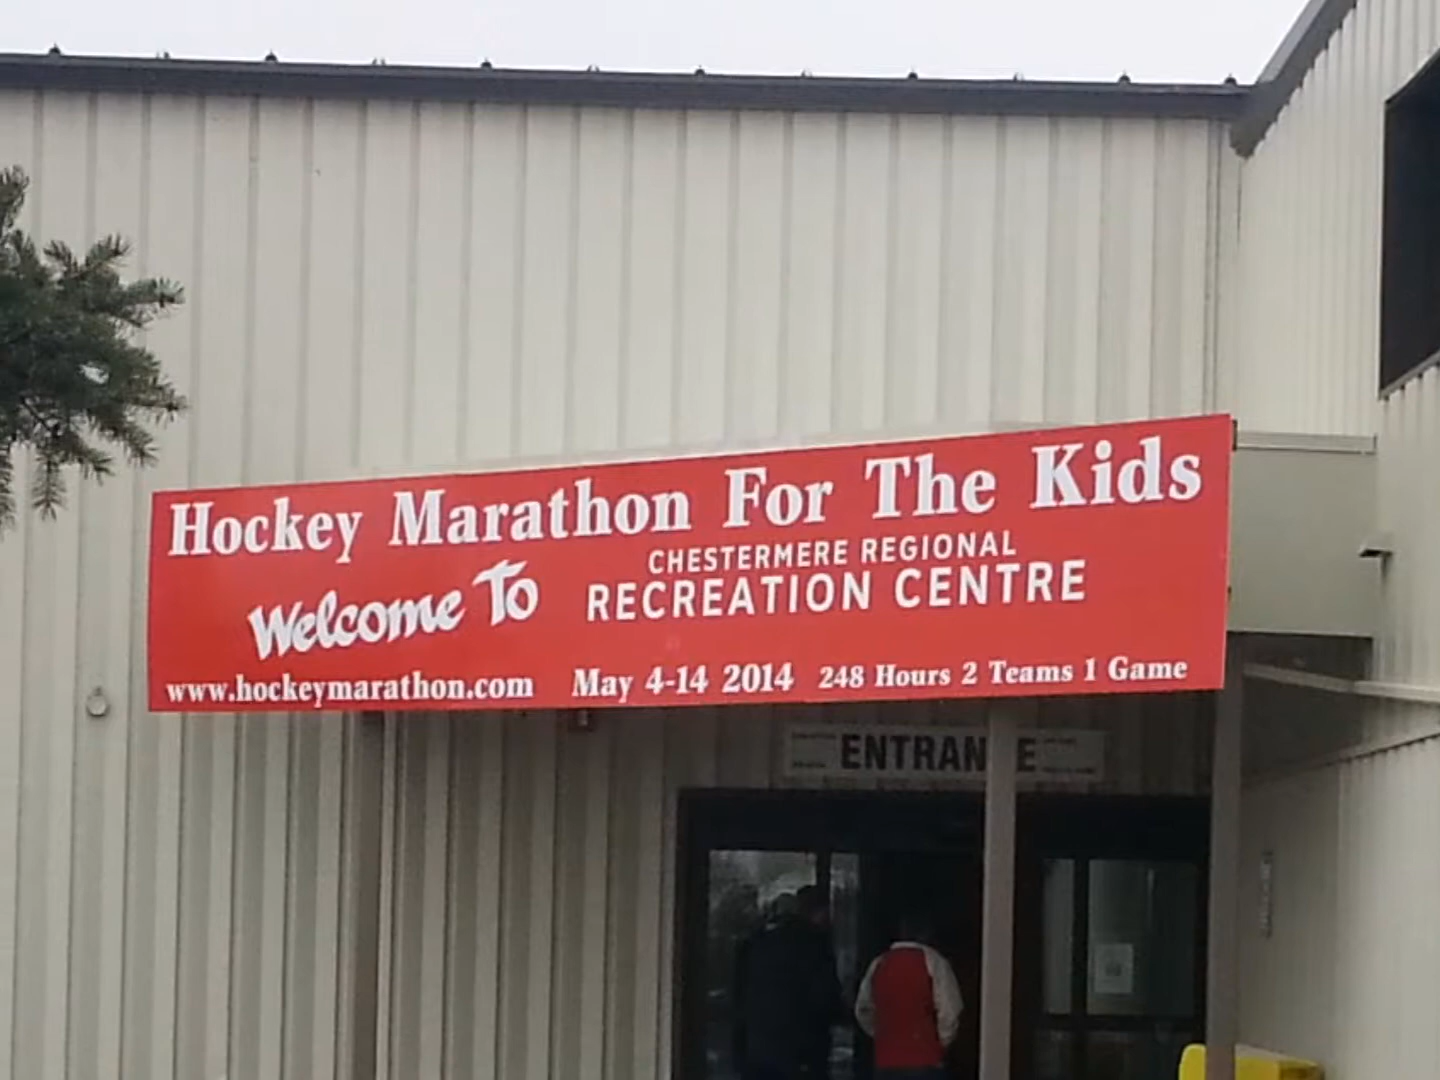 Hockey Marathon For The Kids
Welcome To
CHESTERMERE REGIONAL
RECREATION CENTRE
www.hockeymarathon.com May 4-14 2014 248 Hours 2 Teams 1 Game
ENTRANCE